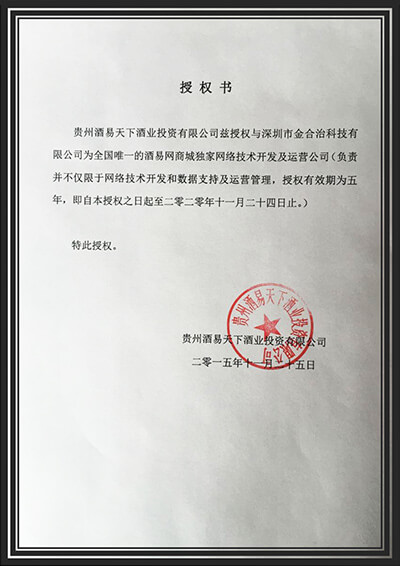 授权书
贵州酒易天下酒业投资有限公司兹授权与深圳市金合治科技有
限公司为全国唯一的酒易网商城独家网络技术开发及运营公司（负责
并不仅限于网络技术开发和数据支持及运营管理，授权有效期为五
年，即自本授权之日起至二零二零年十一月二十四日止。）
特此授权。
贵州酒易天下酒业投资有限公司
贵州酒易天下酒业投资有限公司
二零一五年十一月二十五日